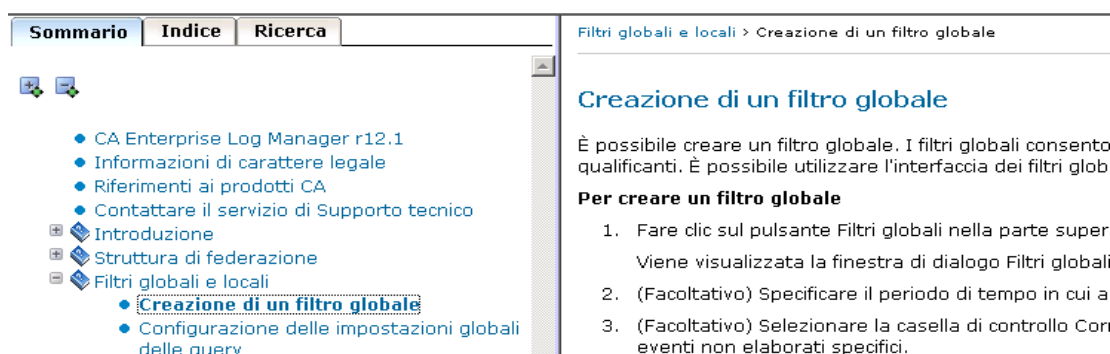 Sommario Indice Ricerca
CA Enterprise Log Manager r12.1
Informazioni di carattere legale
Riferimenti ai prodotti CA
Contattare il servizio di Supporto tecnico
Introduzione
Struttura di federazione
Filtri globali e locali
Creazione di un filtro globale
Configurazione delle impostazioni globali
delle query
Filtri globali e locali > Creazione di un filtro globale
Creazione di un filtro globale
È possibile creare un filtro globale. I filtri globali consento
qualificanti. È possibile utilizzare l'interfaccia dei filtri glob
Per creare un filtro globale
1. Fare clic sul pulsante Filtri globali nella parte super
Viene visualizzata la finestra di dialogo Filtri globali
2. (Facoltativo) Specificare il periodo di tempo in cui a
3. (Facoltativo) Selezionare la casella di controllo Cor
eventi non elaborati specifici.